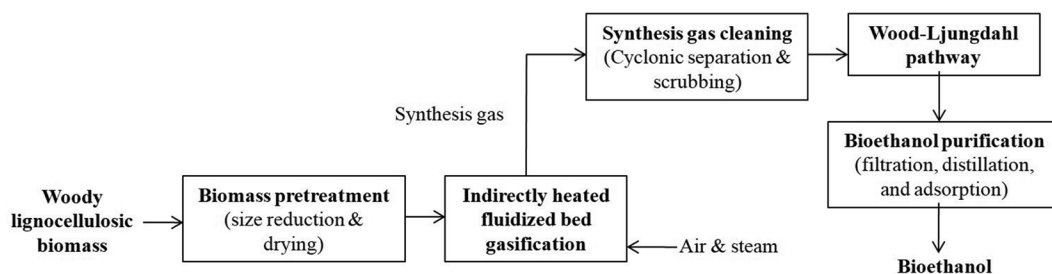 Woody
lignocellulosic
biomass
Biomass pretreatment
(size reduction &
drying)
Indirectly heated
fluidized bed
gasification
Air & steam
Synthesis gas
Synthesis gas cleaning
(Cyclonic separation &
scrubbing)
Wood-Ljungdahl
pathway
Bioethanol purification
(filtration, distillation,
and adsorption)
Bioethanol